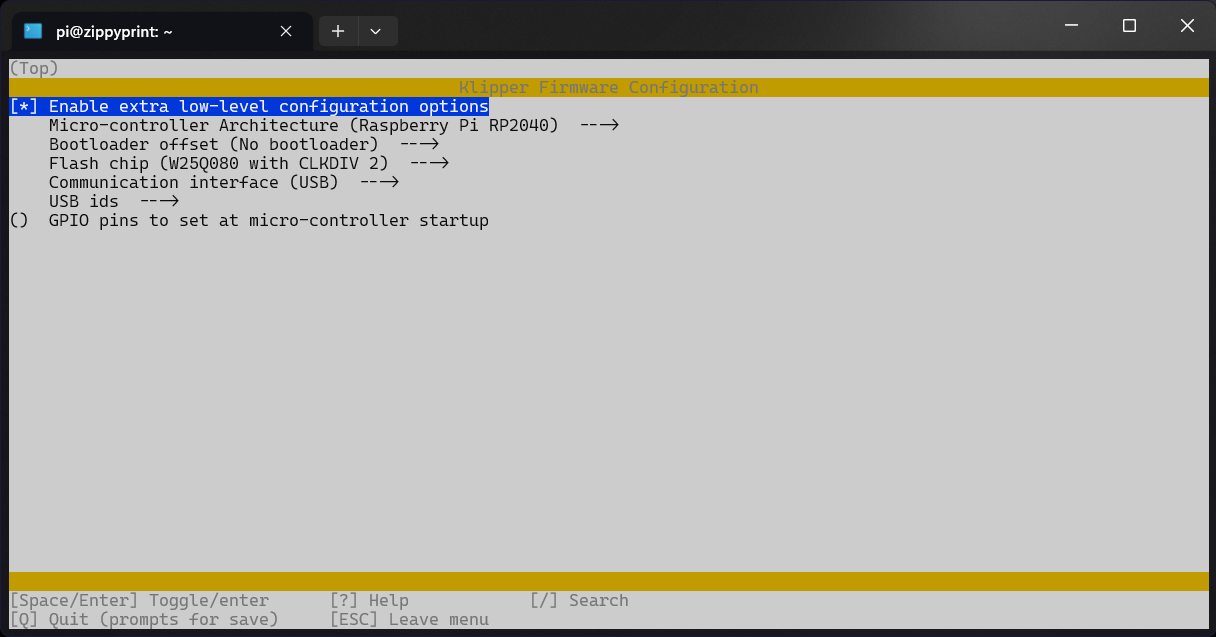 pi@zippyprint: ~
(Top)
Klipper Firmware Configuration
[*] Enable extra low-level configuration options
Micro-controller Architecture (Raspberry Pi RP2040) --->
Bootloader offset (No bootloader) --->
Flash chip (W25Q080 with CLKDIV 2) --->
Communication interface (USB) --->
USB ids --->
() GPIO pins to set at micro-controller startup
[Space/Enter] Toggle/enter [?] Help [/] Search
[Q] Quit (prompts for save) [ESC] Leave menu